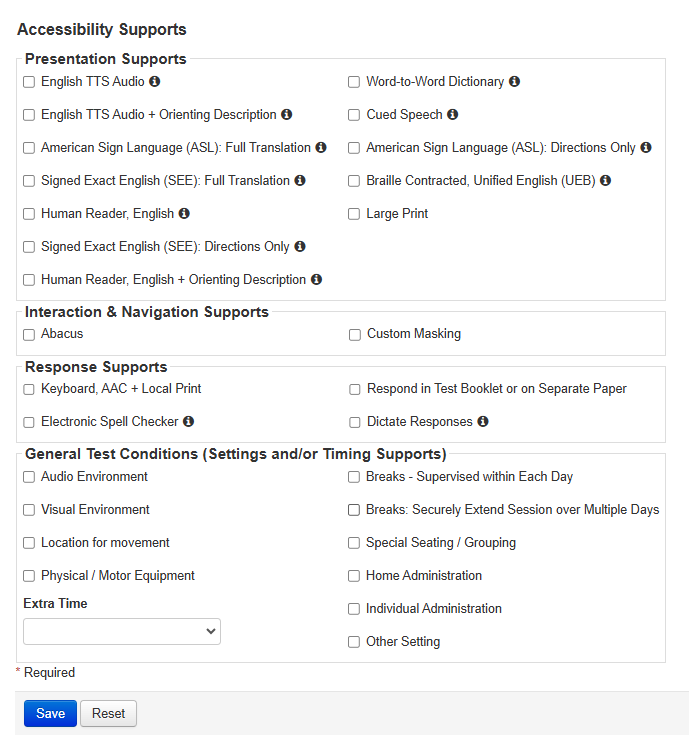 Accessibility Supports
Presentation Supports
English TTS Audio
Word-to-Word Dictionary
English TTS Audio + Orienting Description
Cued Speech
American Sign Language (ASL): Full Translation
American Sign Language (ASL): Directions Only
Signed Exact English (SEE): Full Translation
Braille Contracted, Unified English (UEB)
Human Reader, English
Large Print
Signed Exact English (SEE): Directions Only
Human Reader, English + Orienting Description
Interaction & Navigation Supports
Abacus
Custom Masking
Response Supports
Keyboard, AAC + Local Print
Respond in Test Booklet or on Separate Paper
Electronic Spell Checker
Dictate Responses
General Test Conditions (Settings and/or Timing Supports)
Audio Environment
Breaks - Supervised within Each Day
Visual Environment
Breaks: Securely Extend Session over Multiple Days
Location for movement
Special Seating / Grouping
Physical / Motor Equipment
Home Administration
Extra Time
Individual Administration
Other Setting
* Required
Save
Reset